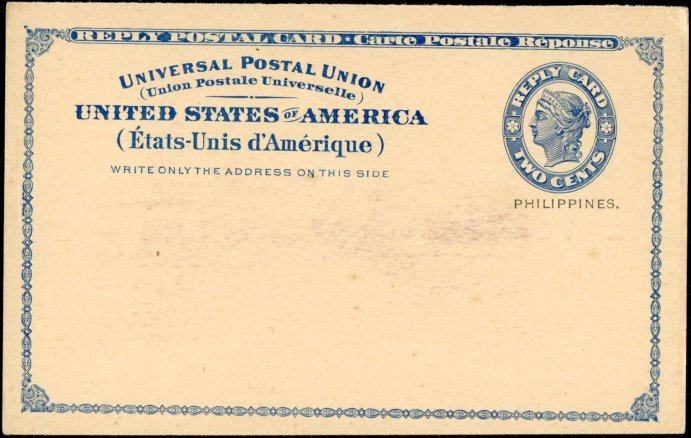 REPLY POSTAL CARD ★ Carte Postale Réponse
UNIVERSAL POSTAL UNION
(Union Postale Universelle)
UNITED STATES OF AMERICA
(États-Unis d'Amérique)
WRITE ONLY THE ADDRESS ON THIS SIDE
REPLY CARD
TWO CENTS
PHILIPPINES.